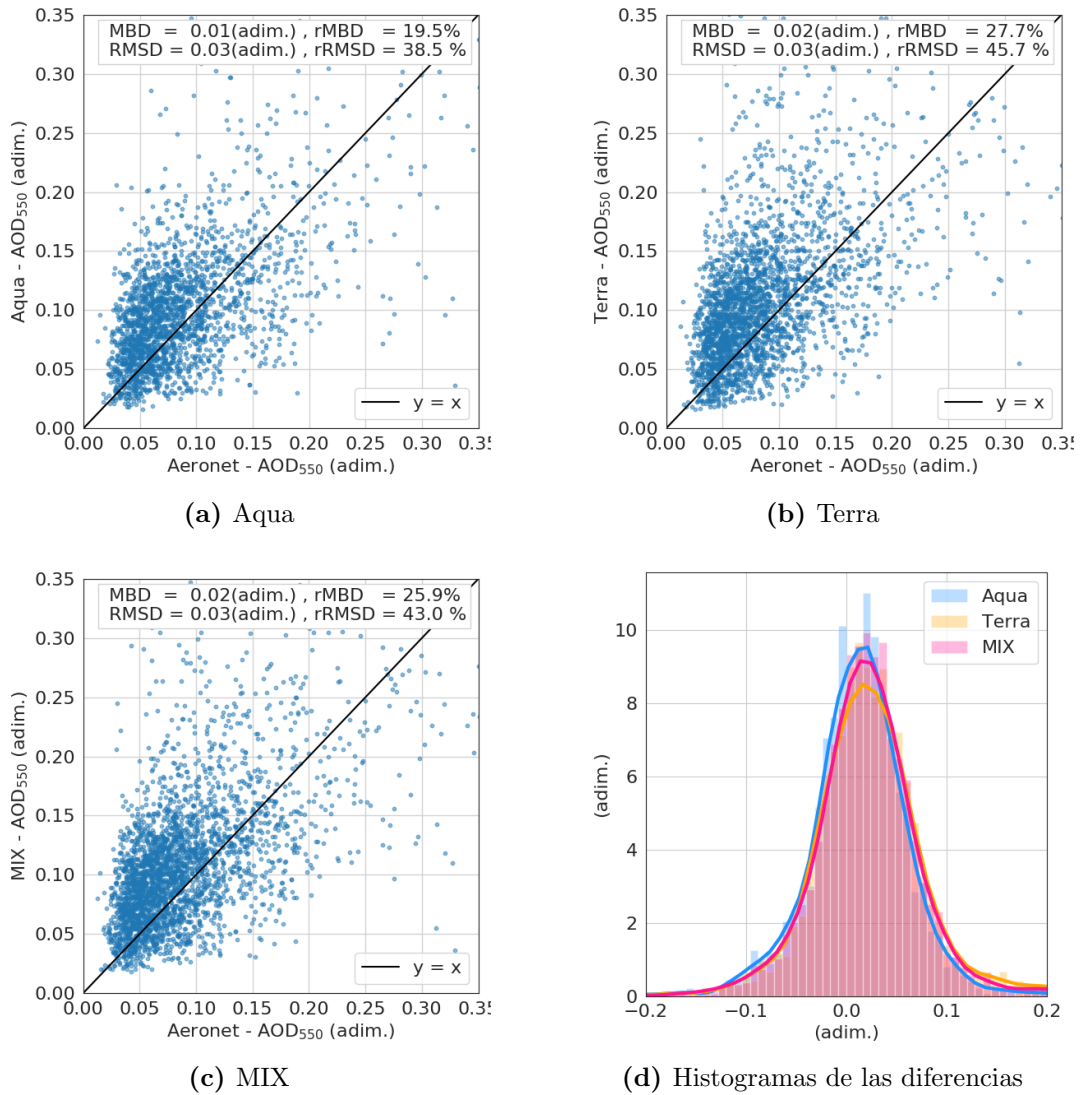 MBD = 0.01(adim.) , rMBD = 19.5%
RMSD = 0.03(adim.) , rRMSD = 38.5 %
0.35
0.30
0.25
0.20
0.15
0.10
0.05
0.00
Aqua - AOD550 (adim.)
y = x
0.00 0.05 0.10 0.15 0.20 0.25 0.30 0.35
Aeronet - AOD550 (adim.)
(a) Aqua
MBD = 0.02(adim.) , rMBD = 27.7%
RMSD = 0.03(adim.) , rRMSD = 45.7 %
0.35
0.30
0.25
0.20
0.15
0.10
0.05
0.00
Terra - AOD550 (adim.)
y = x
0.00 0.05 0.10 0.15 0.20 0.25 0.30 0.35
Aeronet - AOD550 (adim.)
(b) Terra
MBD = 0.02(adim.) , rMBD = 25.9%
RMSD = 0.03(adim.) , rRMSD = 43.0 %
0.35
0.30
0.25
0.20
0.15
0.10
0.05
0.00
MIX - AOD550 (adim.)
y = x
0.00 0.05 0.10 0.15 0.20 0.25 0.30 0.35
Aeronet - AOD550 (adim.)
(c) MIX
Aqua
Terra
MIX
10
8
6
4
2
0
(adim.)
−0.2 −0.1 0.0 0.1 0.2
(adim.)
(d) Histogramas de las diferencias